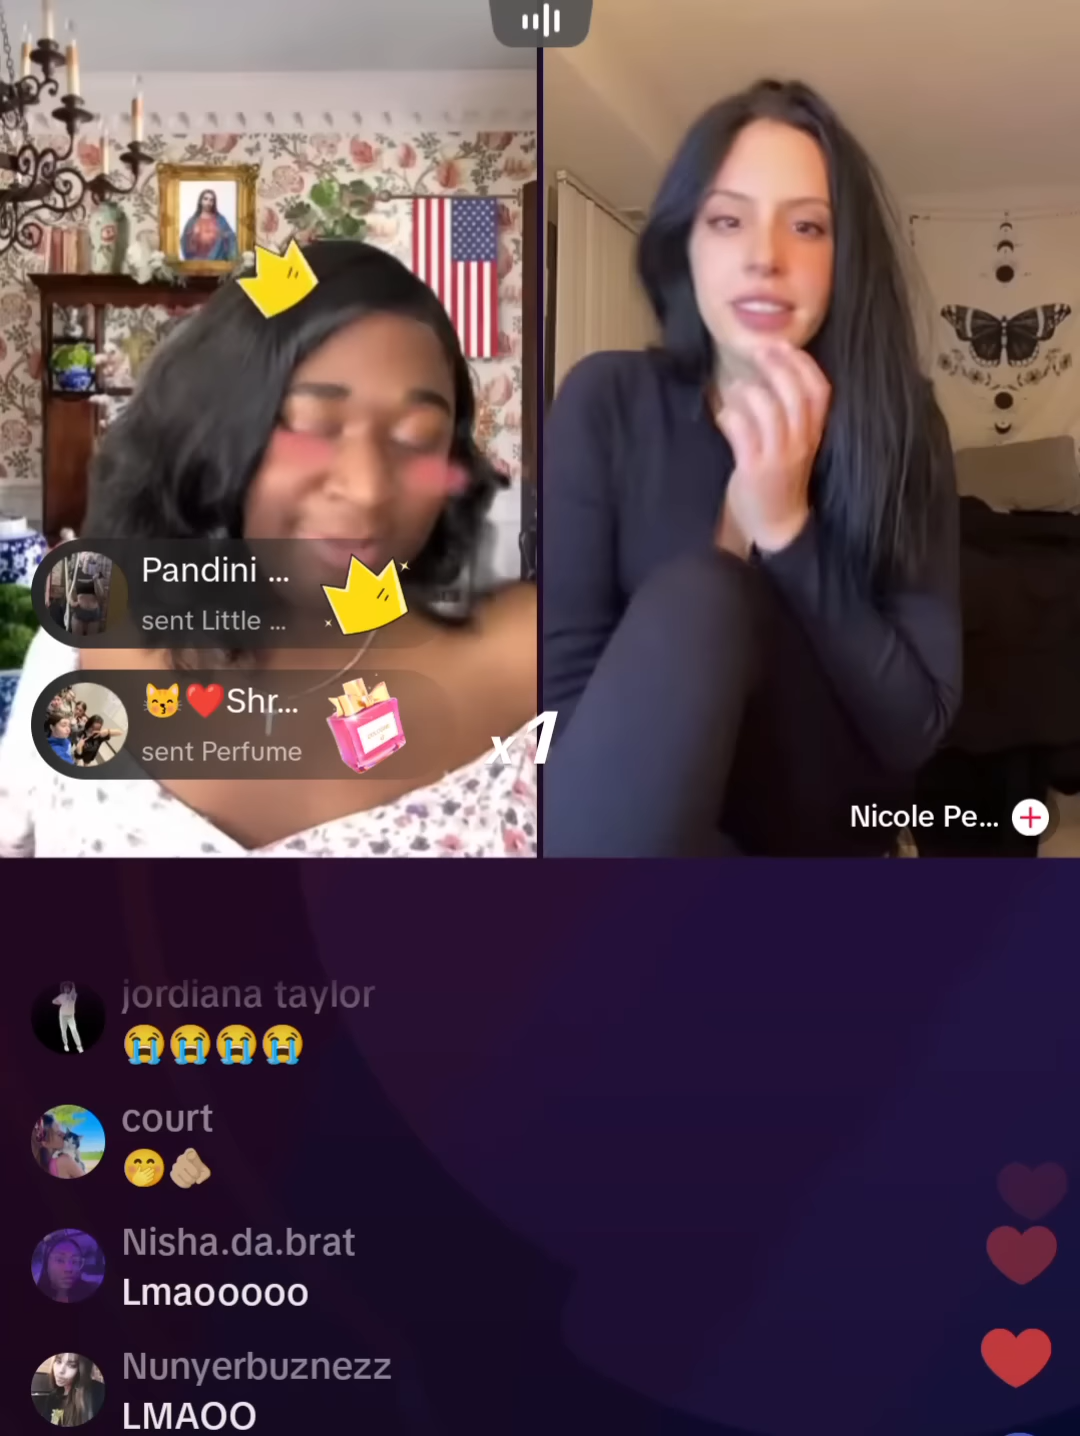 Pandini ...
sent Little ...
😽❤️Shr...
sent Perfume
x1
Nicole Pe...
jordiana taylor
😭😭😭😭
court
🤭🫵🏼
Nisha.da.brat
Lmaooooo
Nunyerbuznezz
LMAOO